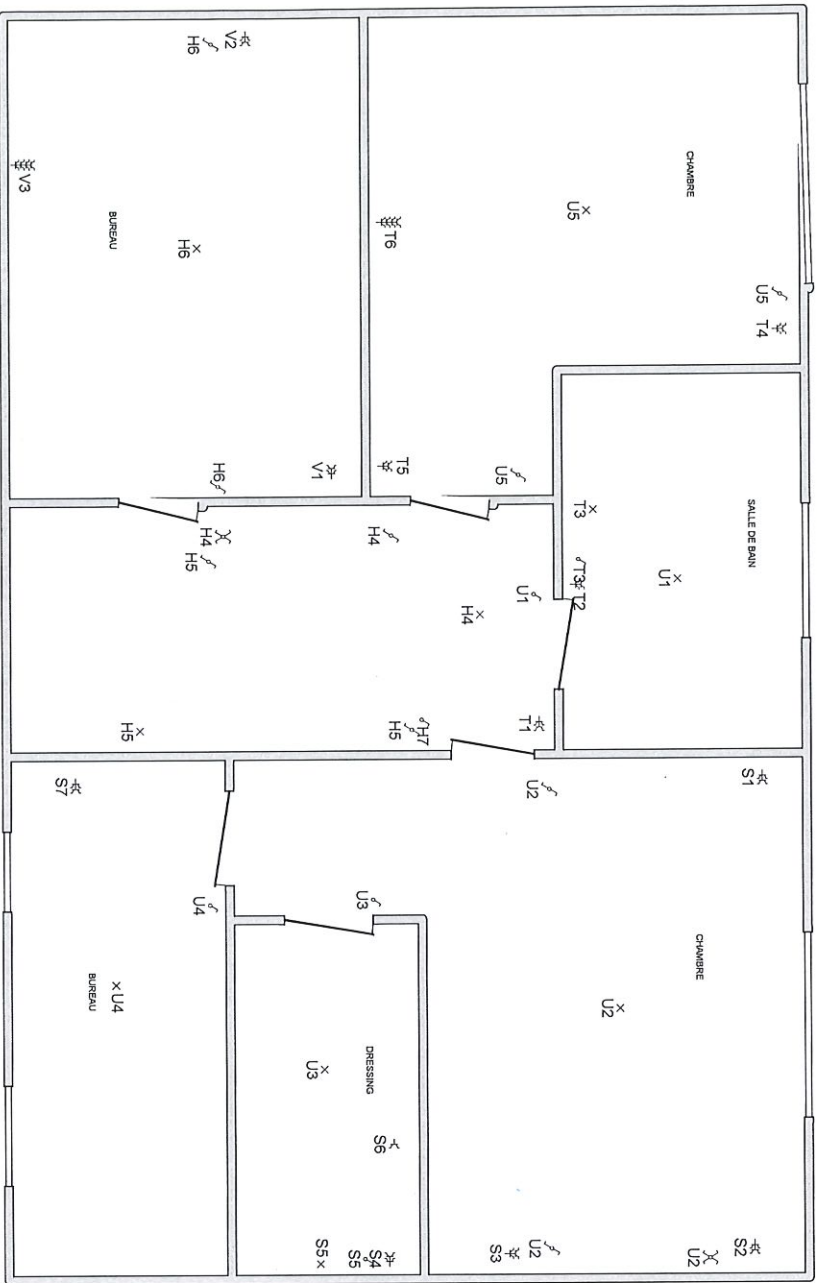 CHAMBRE
U5
U5
T4
T6
T5
U5
SALLE DE BAIN
T3
U1
T3
T2
V2
H6
V3
BUREAU
H6
V1
H6
H4
H5
H4
U1
H4
T1
H7
H5
H5
S1
U2
CHAMBRE
U2
S2
U2
U2
S3
U3
DRESSING
U3
S6
S4
S5
S5
S7
U4
U4
BUREAU